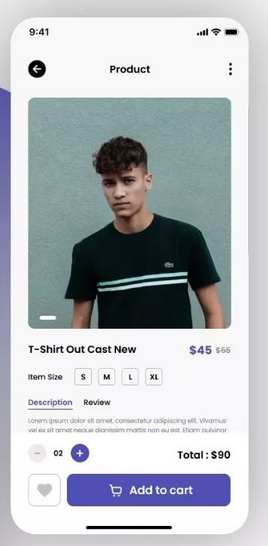 9:41
Product
T-Shirt Out Cast New
$45 $65
Item Size S M L XL
Description Review
Lorem ipsum dolor sit amet, consectetur adipiscing elit. Vivamus
vel ex sit amet neque dignissim mattis non eu est. Etiam pulvinar
02
Total : $90
Add to cart